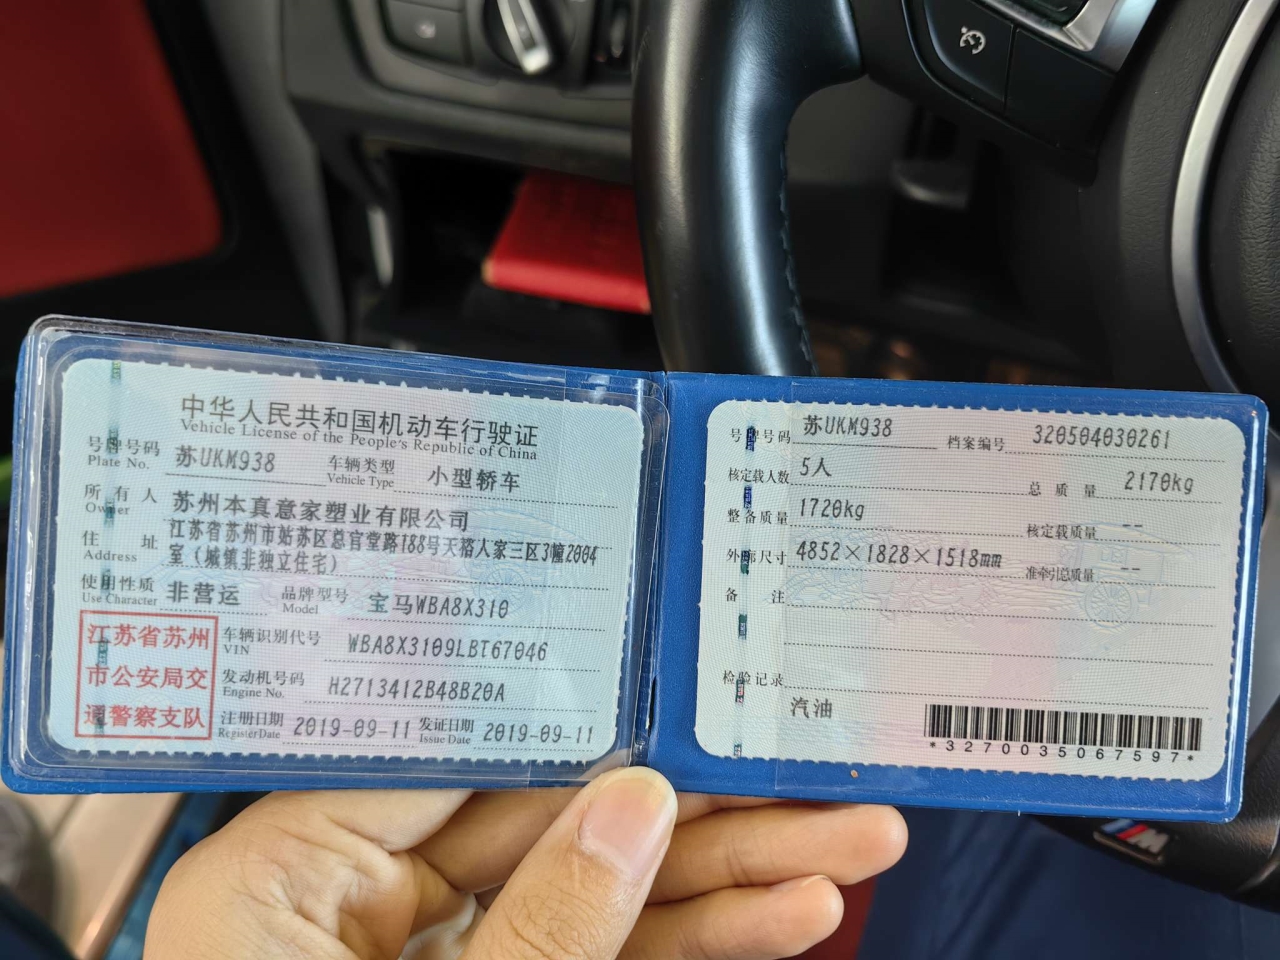 中华人民共和国机动车行驶证
Vehicle License of the People's Republic of China
号牌号码 苏UKM938 车辆类型 小型轿车
Plate No. Vehicle Type
所有人 苏州本真意家塑业有限公司
Owner
住址 江苏省苏州市姑苏区总官堂路188号天裕人家三区3幢2004
Address 室（城镇非独立住宅）
使用性质 非营运 品牌型号 宝马WBA8X310
Use Character Model
江苏省苏州
市公安局交
通警察支队
车辆识别代号 WBA8X3109LBT67046
VIN
发动机号码 H2713412B48B20A
Engine No.
注册日期 2019-09-11 发证日期 2019-09-11
Register Date Issue Date
号牌号码 苏UKM938 档案编号 320504030261
核定载人数 5人 总质量 2170kg
整备质量 1720kg 核定载质量 --
外廓尺寸 4852×1828×1518mm 准牵引总质量 --
备注
检验记录
汽油
*3270035067597*
M